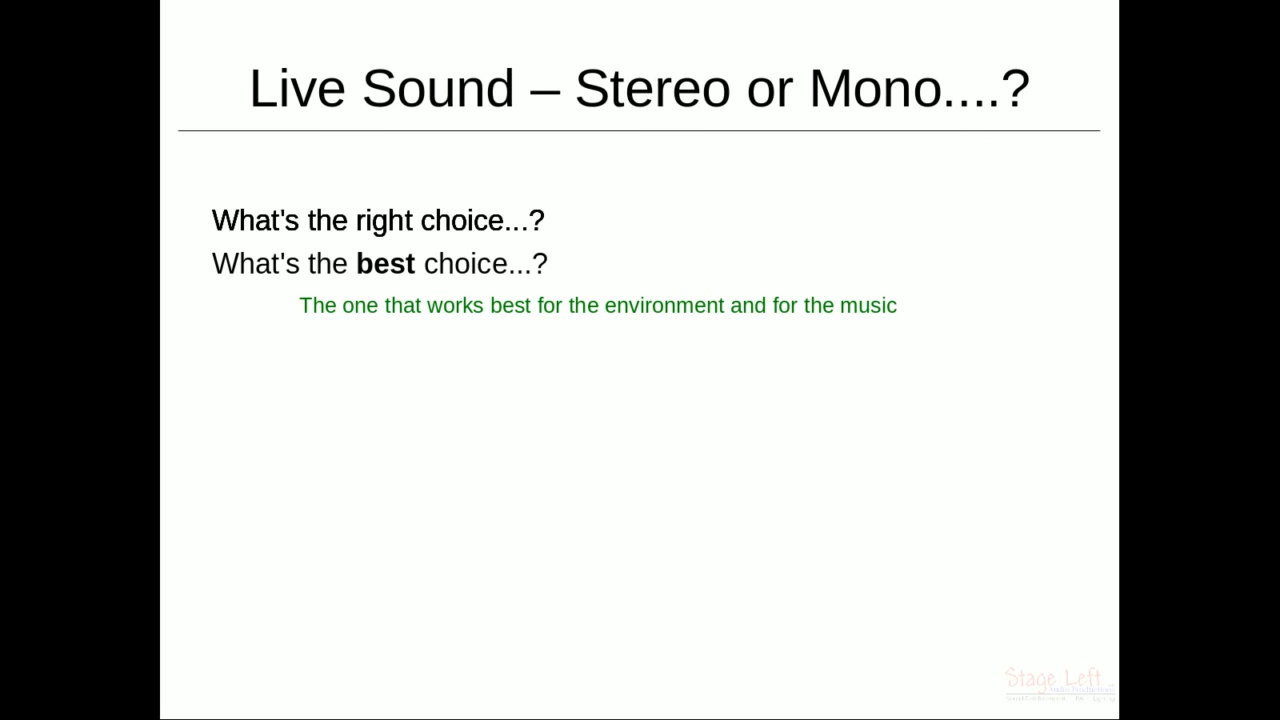 Live Sound – Stereo or Mono....?
What's the right choice...?
What's the best choice...?
The one that works best for the environment and for the music
Stage Left